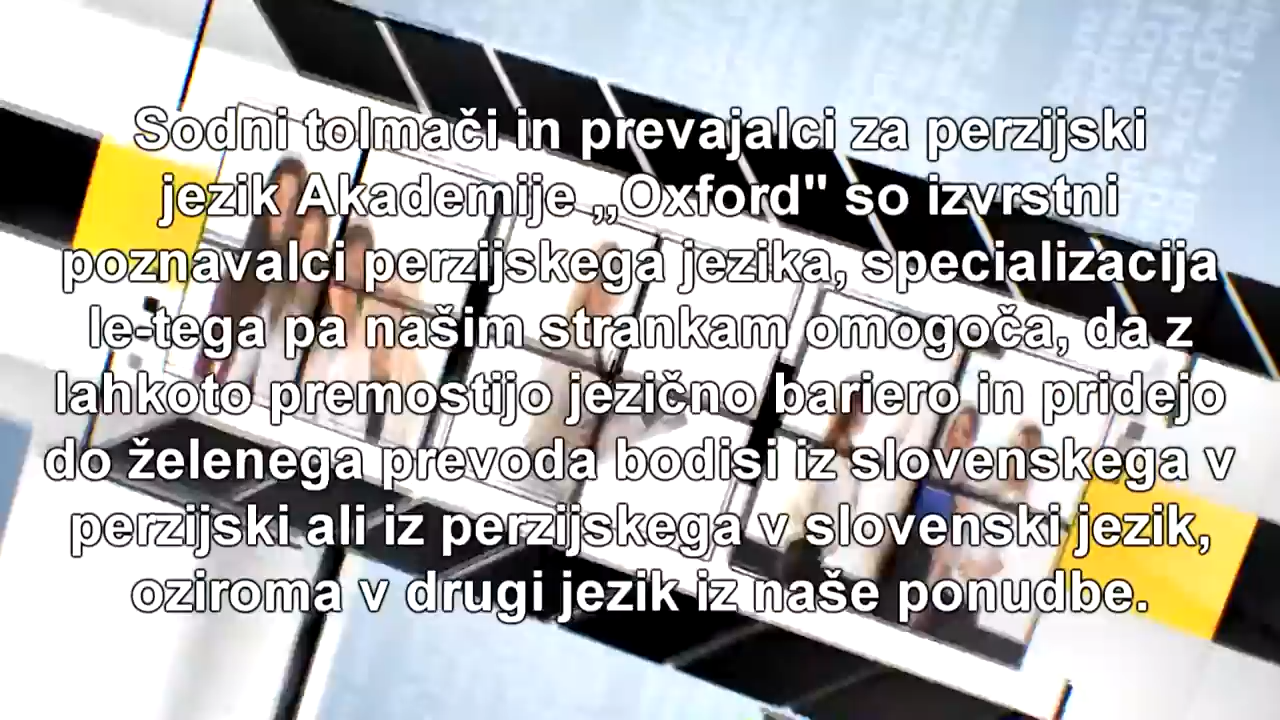 Sodni tolmači in prevajalci za perzijski
jezik Akademije „Oxford" so izvrstni
poznavalci perzijskega jezika, specializacija
le-tega pa našim strankam omogoča, da z
lahkoto premostijo jezično bariero in pridejo
do želenega prevoda bodisi iz slovenskega v
perzijski ali iz perzijskega v slovenski jezik,
oziroma v drugi jezik iz naše ponudbe.